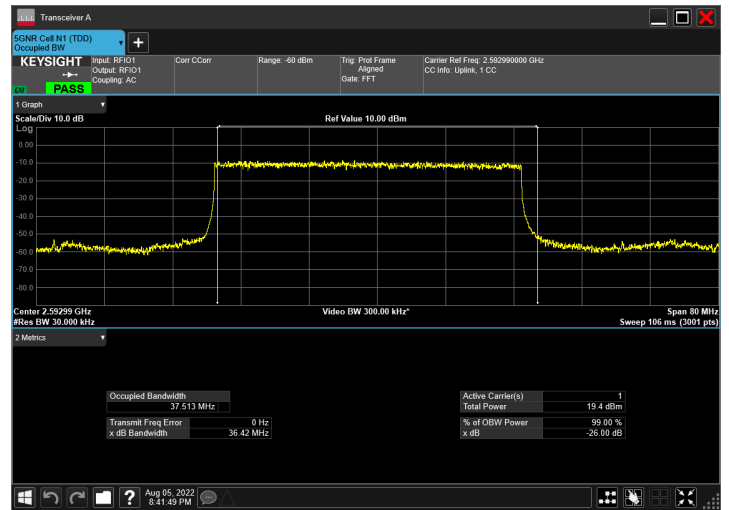 Transceiver A
5GNR Cell N1 (TDD)
Occupied BW
KEYSIGHT
PASS
Input: RFIO1
Output: RFIO1
Coupling: AC
Corr CCorr
Range: -60 dBm
Trig: Prot Frame
Aligned
Gate: FFT
Carrier Ref Freq: 2.592990000 GHz
CC Info: Uplink, 1 CC
1 Graph
Scale/Div 10.0 dB
Ref Value 10.00 dBm
Log
0.00
-10.0
-20.0
-30.0
-40.0
-50.0
-60.0
-70.0
-80.0
Center 2.59299 GHz
Video BW 300.00 kHz*
Span 80 MHz
#Res BW 30.000 kHz
Sweep 106 ms (3001 pts)
2 Metrics
Occupied Bandwidth
37.513 MHz
Transmit Freq Error 0 Hz
x dB Bandwidth 36.42 MHz
Active Carrier(s) 1
Total Power 19.4 dBm
% of OBW Power 99.00 %
x dB -26.00 dB
?
Aug 05, 2022
8:41:49 PM